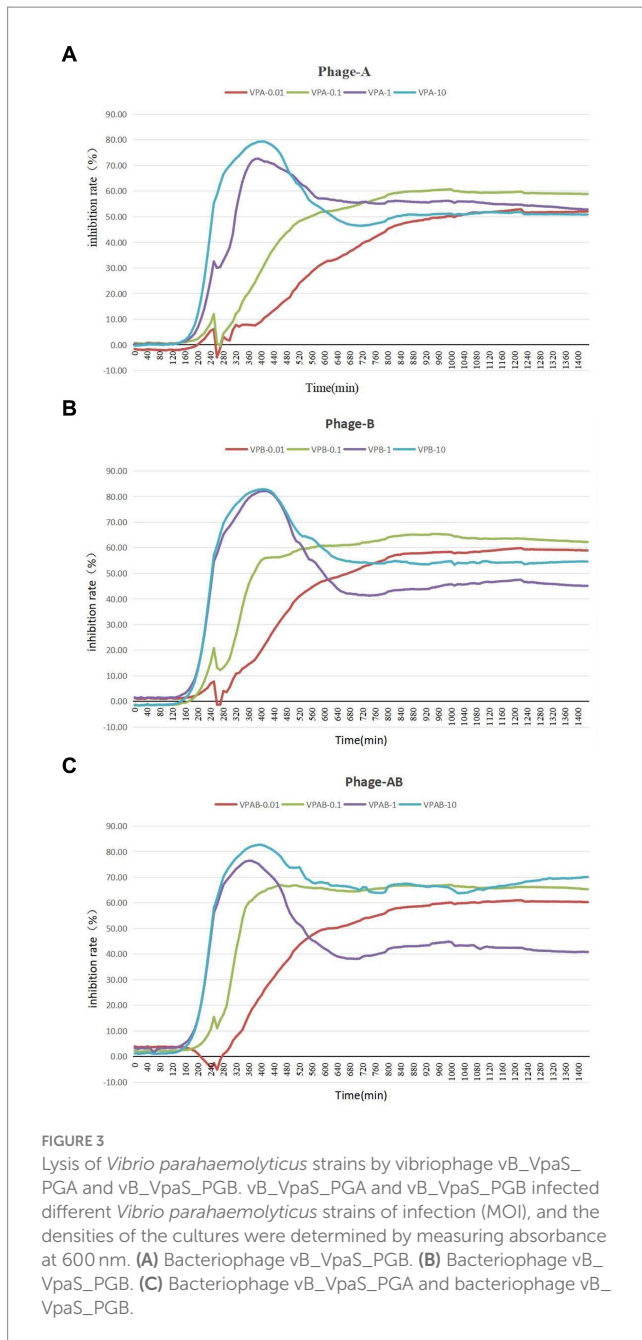 A
Phage-A
VPA-0.01 VPA-0.1 VPA-1 VPA-10
inhibition rate (%)
90.00
80.00
70.00
60.00
50.00
40.00
30.00
20.00
10.00
0.00
-10.00
0 40 80 120 160 200 240 280 320 360 400 440 480 520 560 600 640 680 720 760 800 840 880 920 960 1000 1040 1080 1120 1160 1200 1240 1280 1320 1360 1400
Time(min)
B
Phage-B
VPB-0.01 VPB-0.1 VPB-1 VPB-10
inhibition rate (%)
90.00
80.00
70.00
60.00
50.00
40.00
30.00
20.00
10.00
0.00
-10.00
0 40 80 120 160 200 240 280 320 360 400 440 480 520 560 600 640 680 720 760 800 840 880 920 960 1000 1040 1080 1120 1160 1200 1240 1280 1320 1360 1400
Time(min)
C
Phage-AB
VPAB-0.01 VPAB-0.1 VPAB-1 VPAB-10
inhibition rate (%)
90.00
80.00
70.00
60.00
50.00
40.00
30.00
20.00
10.00
0.00
-10.00
0 40 80 120 160 200 240 280 320 360 400 440 480 520 560 600 640 680 720 760 800 840 880 920 960 1000 1040 1080 1120 1160 1200 1240 1280 1320 1360 1400
Time(min)
FIGURE 3
Lysis of Vibrio parahaemolyticus strains by vibriophage vB_VpaS_
PGA and vB_VpaS_PGB. vB_VpaS_PGA and vB_VpaS_PGB infected
different Vibrio parahaemolyticus strains of infection (MOI), and the
densities of the cultures were determined by measuring absorbance
at 600 nm. (A) Bacteriophage vB_VpaS_PGB. (B) Bacteriophage vB_
VpaS_PGB. (C) Bacteriophage vB_VpaS_PGA and bacteriophage vB_
VpaS_PGB.